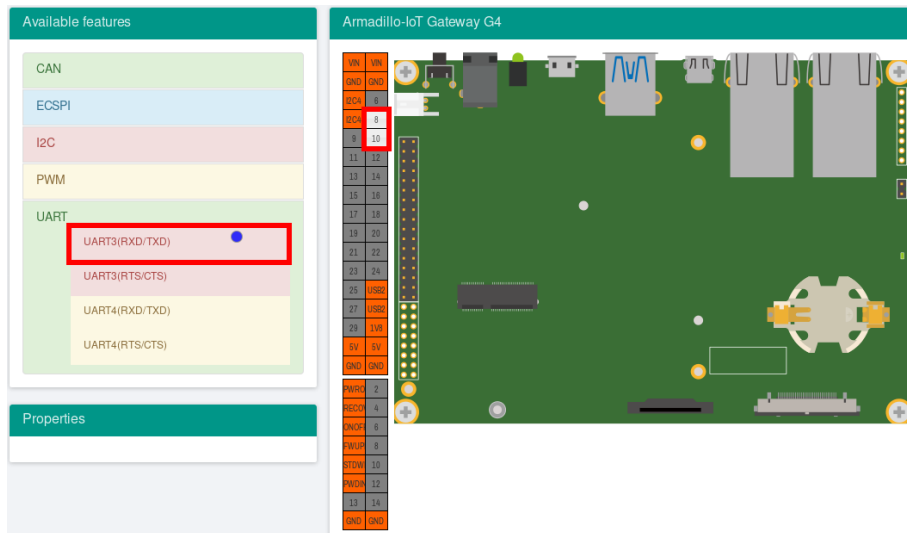 Available features
CAN
ECSPI
I2C
PWM
UART
UART3(RXD/TXD)
UART3(RTS/CTS)
UART4(RXD/TXD)
UART4(RTS/CTS)
Properties
Armadillo-IoT Gateway G4
VIN VIN
GND GND
I2C4 6
I2C4 8
9 10
11 12
13 14
15 16
17 18
19 20
21 22
23 24
25 USB2
27 USB2
29 1V8
5V 5V
GND GND
PWRO 2
RECO 4
ONOF 6
FWUP 8
STDW 10
PWDIN 12
13 14
GND GND